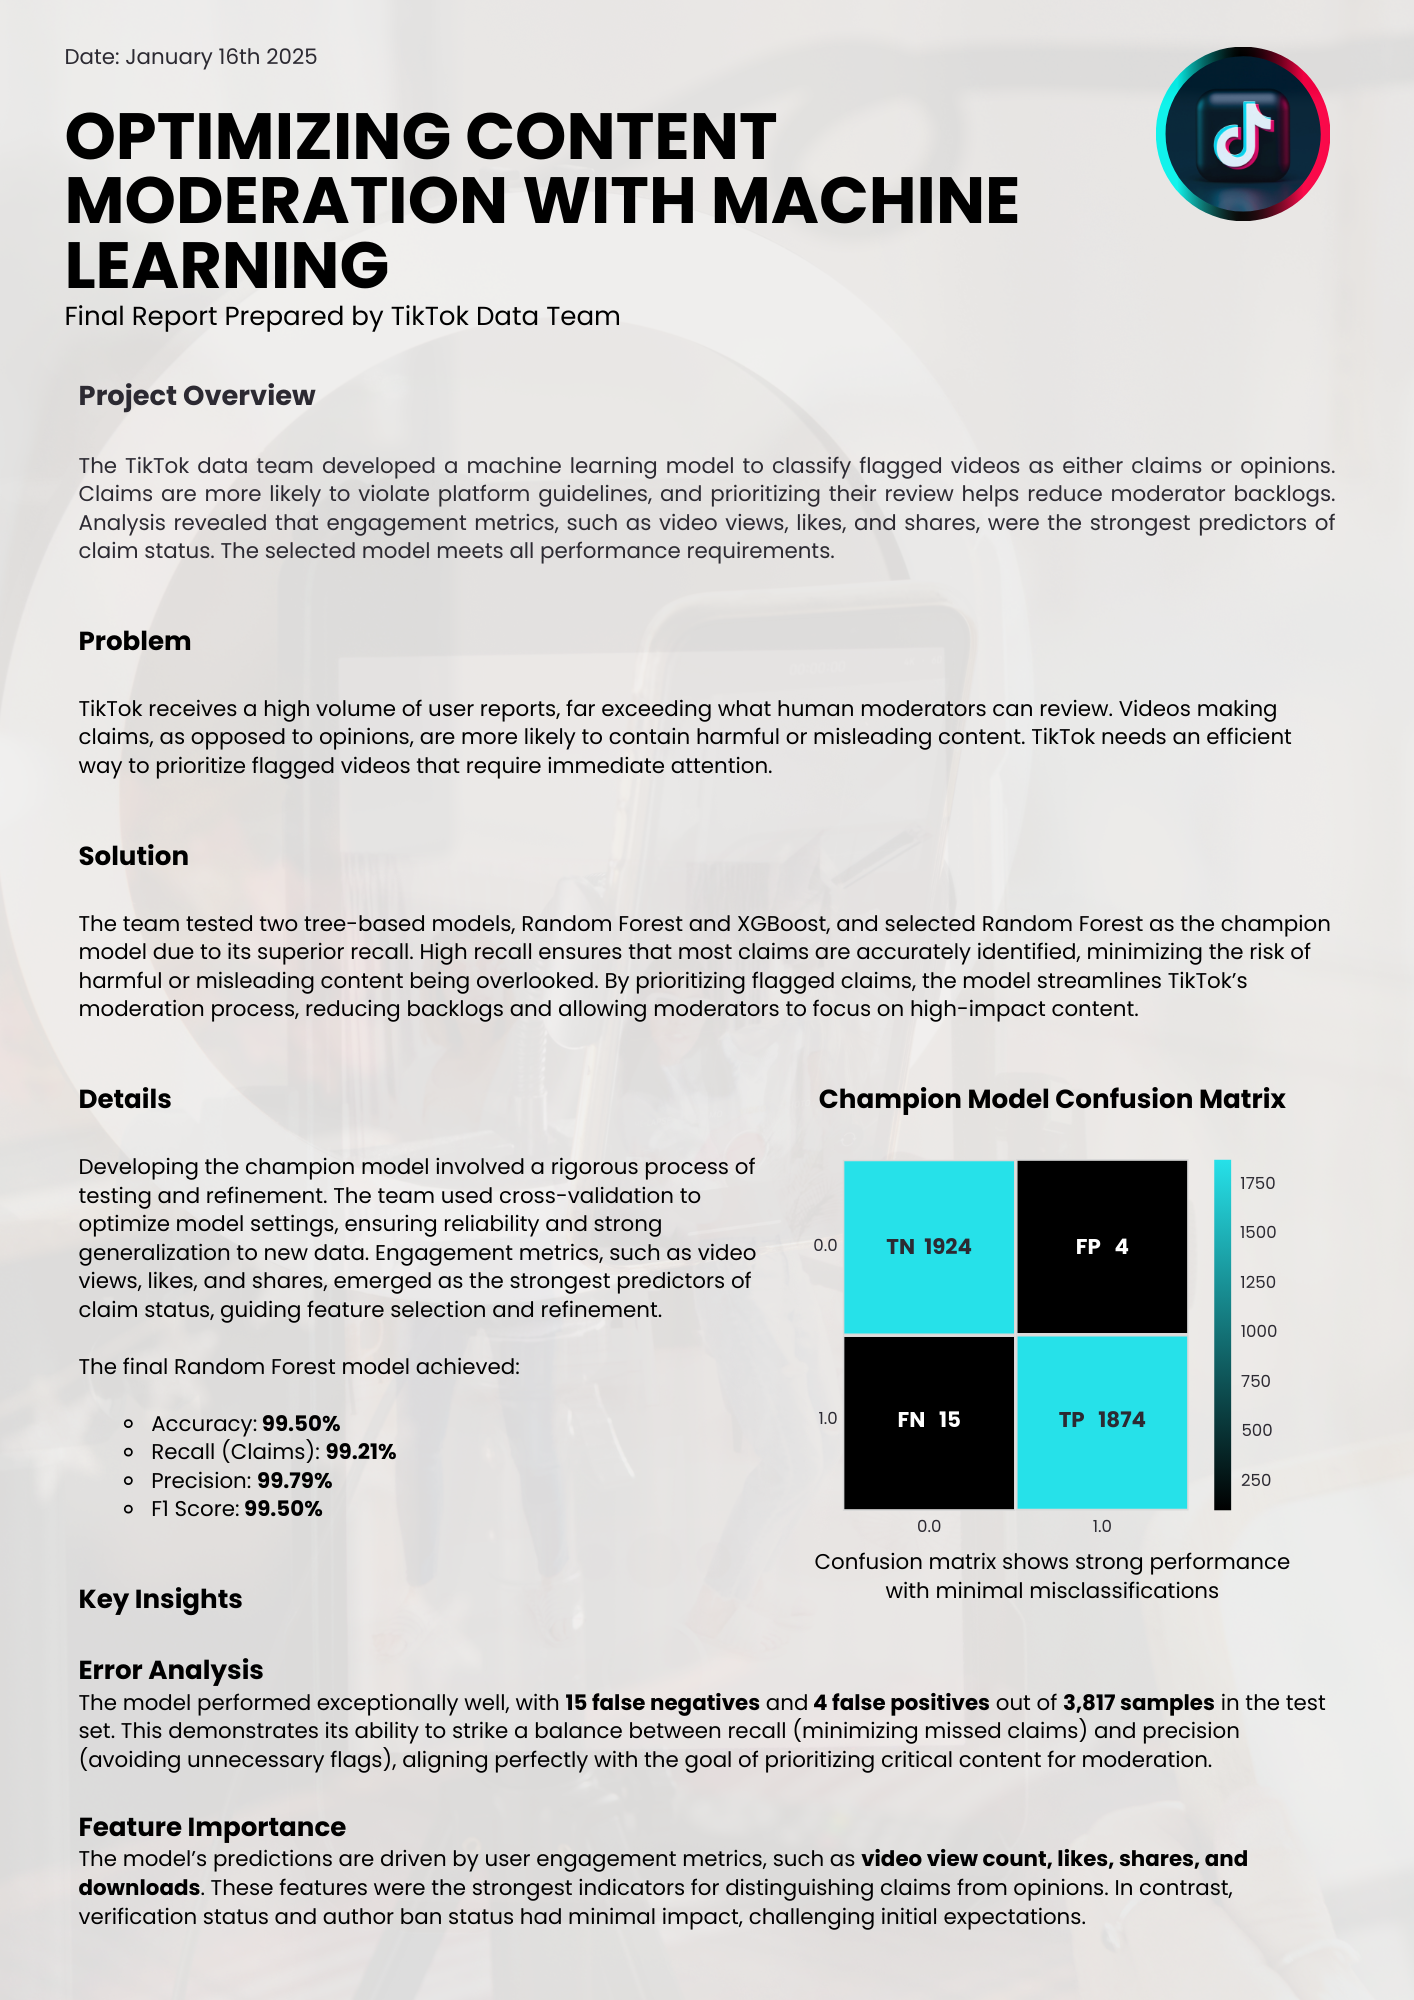 Date: January 16th 2025
OPTIMIZING CONTENT
MODERATION WITH MACHINE
LEARNING
Final Report Prepared by TikTok Data Team
Project Overview
The TikTok data team developed a machine learning model to classify flagged videos as either claims or opinions.
Claims are more likely to violate platform guidelines, and prioritizing their review helps reduce moderator backlogs.
Analysis revealed that engagement metrics, such as video views, likes, and shares, were the strongest predictors of
claim status. The selected model meets all performance requirements.
Problem
TikTok receives a high volume of user reports, far exceeding what human moderators can review. Videos making
claims, as opposed to opinions, are more likely to contain harmful or misleading content. TikTok needs an efficient
way to prioritize flagged videos that require immediate attention.
Solution
The team tested two tree-based models, Random Forest and XGBoost, and selected Random Forest as the champion
model due to its superior recall. High recall ensures that most claims are accurately identified, minimizing the risk of
harmful or misleading content being overlooked. By prioritizing flagged claims, the model streamlines TikTok’s
moderation process, reducing backlogs and allowing moderators to focus on high-impact content.
Details
Developing the champion model involved a rigorous process of
testing and refinement. The team used cross-validation to
optimize model settings, ensuring reliability and strong
generalization to new data. Engagement metrics, such as video
views, likes, and shares, emerged as the strongest predictors of
claim status, guiding feature selection and refinement.
The final Random Forest model achieved:
Accuracy: 99.50%
Recall (Claims): 99.21%
Precision: 99.79%
F1 Score: 99.50%
Champion Model Confusion Matrix
0.0
TN 1924
FP 4
1.0
FN 15
TP 1874
0.0
1.0
1750
1500
1250
1000
750
500
250
Confusion matrix shows strong performance
with minimal misclassifications
Key Insights
Error Analysis
The model performed exceptionally well, with 15 false negatives and 4 false positives out of 3,817 samples in the test
set. This demonstrates its ability to strike a balance between recall (minimizing missed claims) and precision
(avoiding unnecessary flags), aligning perfectly with the goal of prioritizing critical content for moderation.
Feature Importance
The model’s predictions are driven by user engagement metrics, such as video view count, likes, shares, and
downloads. These features were the strongest indicators for distinguishing claims from opinions. In contrast,
verification status and author ban status had minimal impact, challenging initial expectations.